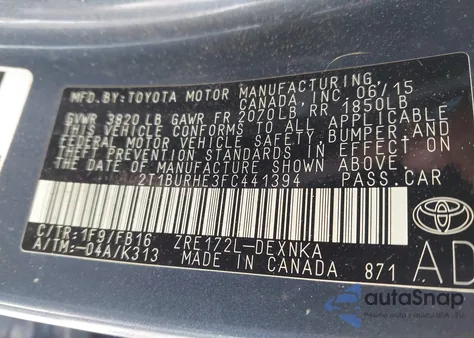 MFD.BY:TOYOTA MOTOR MANUFACTURING,
CANADA, INC. 06/15
GVWR 3820 LB GAWR FR 2070LB RR 1850LB
THIS VEHICLE CONFORMS TO ALL APPLICABLE
FEDERAL MOTOR VEHICLE SAFETY, BUMPER,AND
THEFT PREVENTION STANDARDS IN EFFECT ON
THE DATE OF MANUFACTURE SHOWN ABOVE.
2T1BURHE3FC441394 PASS.CAR
C/TR:1F9/FB16 ZRE172L-DEXNKA
A/TM:-04A/K313 MADE IN CANADA 871
TOYOTA
AD
autaSnap